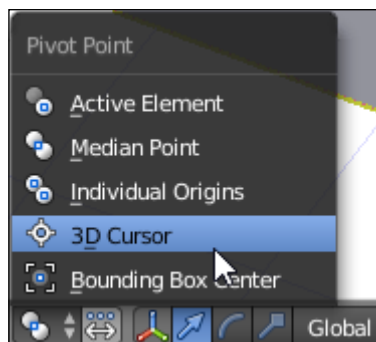 Pivot Point
Active Element
Median Point
Individual Origins
3D Cursor
Bounding Box Center
Global